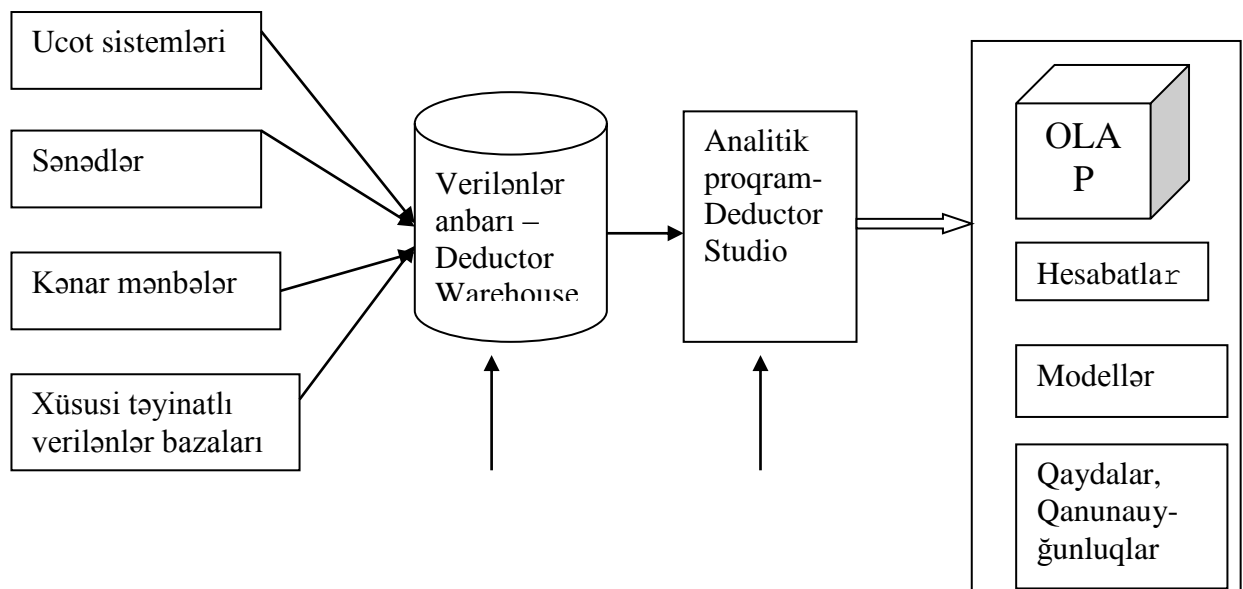 Ucot sistemləri
Sənədlər
Kənar mənbələr
Xüsusi təyinatlı
verilənlər bazaları
Verilənlər
anbarı –
Deductor
Warehouse
Analitik
proqram-
Deductor
Studio
OLA
P
Hesabatlar
Modellər
Qaydalar,
Qanunauy-
ğunluqlar